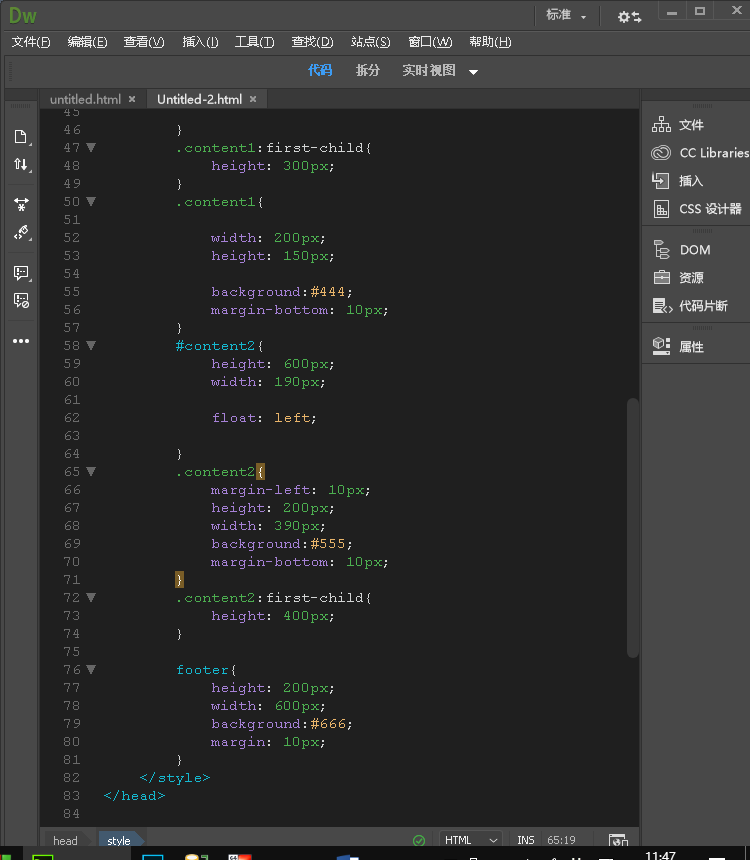 Dw
标准
文件(F) 编辑(E) 查看(V) 插入(I) 工具(T) 查找(D) 站点(S) 窗口(W) 帮助(H)
代码 拆分 实时视图
untitled.html × Untitled-2.html ×
45
46 }
47 .content1:first-child{
48 height: 300px;
49 }
50 .content1{
51
52 width: 200px;
53 height: 150px;
54
55 background:#444;
56 margin-bottom: 10px;
57 }
58 #content2{
59 height: 600px;
60 width: 190px;
61
62 float: left;
63
64 }
65 .content2{
66 margin-left: 10px;
67 height: 200px;
68 width: 390px;
69 background:#555;
70 margin-bottom: 10px;
71 }
72 .content2:first-child{
73 height: 400px;
74 }
75
76 footer{
77 height: 200px;
78 width: 600px;
79 background:#666;
80 margin: 10px;
81 }
82 </style>
83 </head>
84
文件
CC Libraries
插入
CSS 设计器
DOM
资源
代码片断
属性
head style HTML INS 65:19
11:47